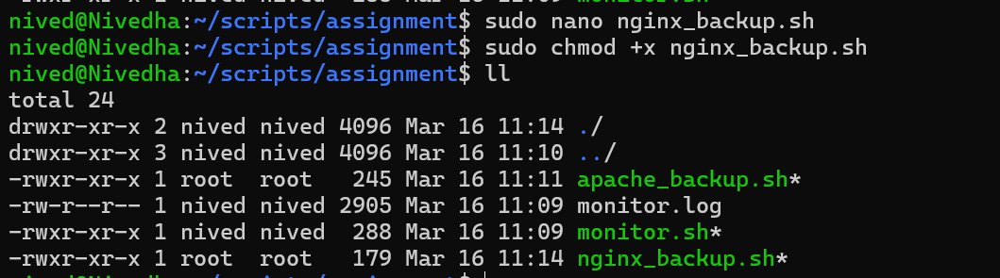 nived@Nivedha:~/scripts/assignment$ sudo nano nginx_backup.sh
nived@Nivedha:~/scripts/assignment$ sudo chmod +x nginx_backup.sh
nived@Nivedha:~/scripts/assignment$ ll
total 24
drwxr-xr-x 2 nived nived 4096 Mar 16 11:14 ./
drwxr-xr-x 3 nived nived 4096 Mar 16 11:10 ../
-rwxr-xr-x 1 root  root   245 Mar 16 11:11 apache_backup.sh*
-rw-r--r-- 1 nived nived 2905 Mar 16 11:09 monitor.log
-rwxr-xr-x 1 nived nived  288 Mar 16 11:09 monitor.sh*
-rwxr-xr-x 1 root  root   179 Mar 16 11:14 nginx_backup.sh*